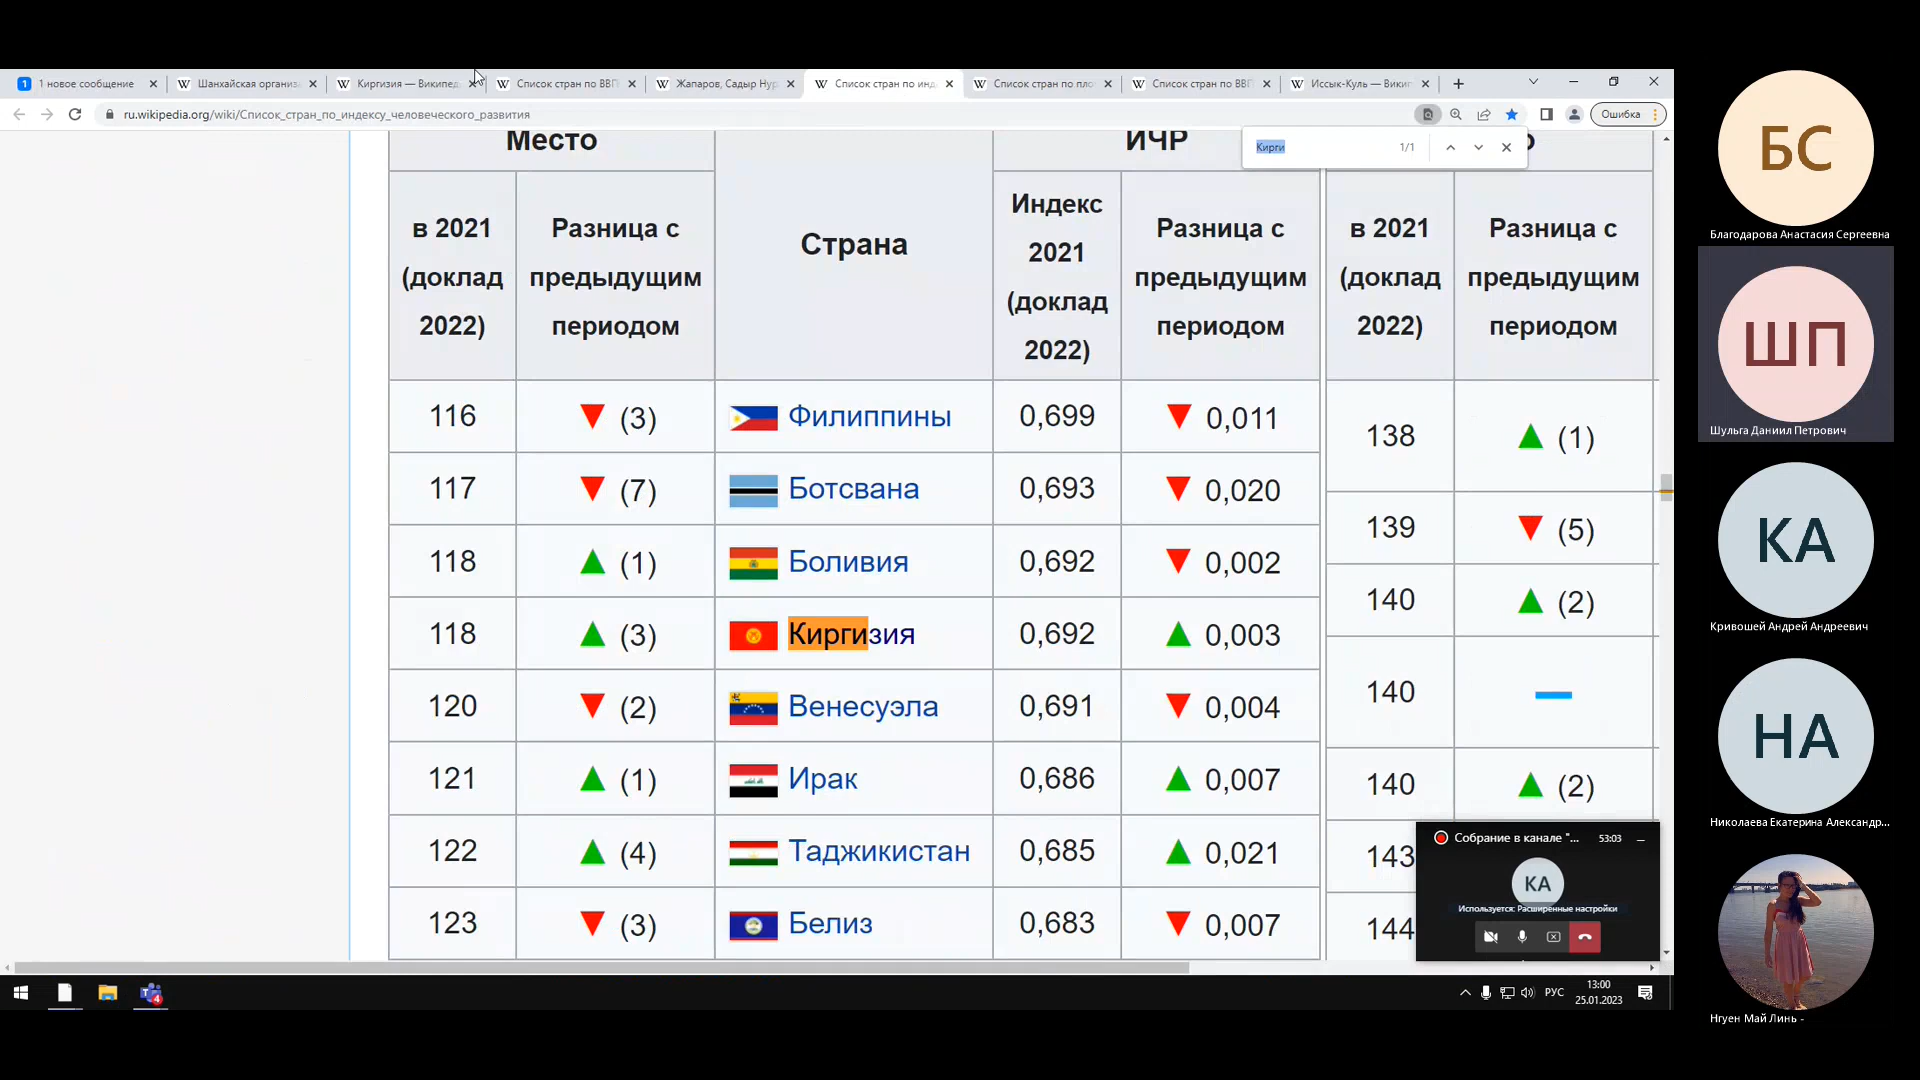 1 новое сообщение
Шанхайская организа
Киргизия — Википед
Список стран по ВВП
Жапаров, Садыр Нур
Список стран по инд
Список стран по пло
Список стран по ВВП
Иссык-Куль — Викип
ru.wikipedia.org/wiki/Список_стран_по_индексу_человеческого_развития
Ошибка
Кирги
1/1
Место
ИЧР
в 2021 (доклад 2022)
Разница с предыдущим периодом
Страна
Индекс 2021 (доклад 2022)
Разница с предыдущим периодом
в 2021 (доклад 2022)
Разница с предыдущим периодом
116 ▼ (3) Филиппины 0,699 ▼ 0,011
117 ▼ (7) Ботсвана 0,693 ▼ 0,020
118 ▲ (1) Боливия 0,692 ▼ 0,002
118 ▲ (3) Киргизия 0,692 ▲ 0,003
120 ▼ (2) Венесуэла 0,691 ▼ 0,004
121 ▲ (1) Ирак 0,686 ▲ 0,007
122 ▲ (4) Таджикистан 0,685 ▲ 0,021
123 ▼ (3) Белиз 0,683 ▼ 0,007
138 ▲ (1)
139 ▼ (5)
140 ▲ (2)
140
140 ▲ (2)
143
144
Собрание в канале "... 53:03
КА
Используется: Расширенные настройки
РУС
13:00
25.01.2023
БС
Благодарова Анастасия Сергеевна
ШП
Шульга Даниил Петрович
КА
Кривошей Андрей Андреевич
НА
Николаева Екатерина Александр...
Нгуен Май Линь -